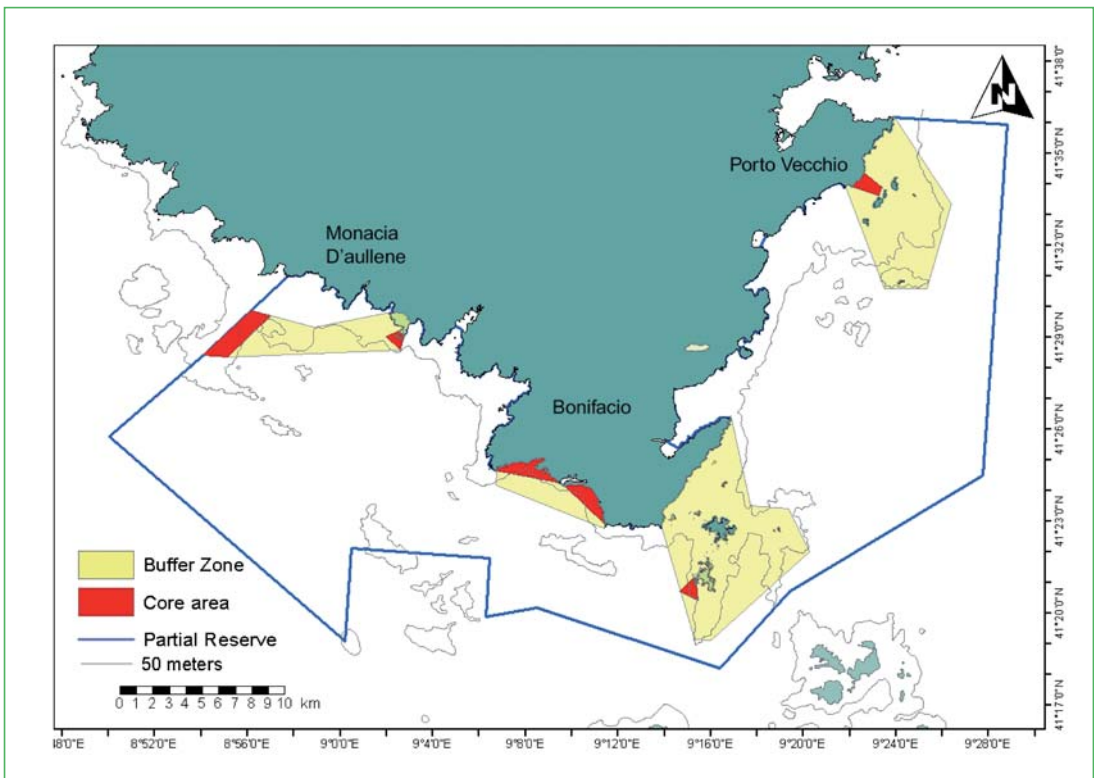 N
Porto Vecchio
Monacia
D'aullene
Bonifacio
Buffer Zone
Core area
Partial Reserve
50 meters
0 1 2 3 4 5 6 7 8 9 10 km
41°38'0"
41°35'0"N
41°32'0"N
41°29'0"N
41°26'0"N
41°23'0"N
41°20'0"N
41°17'0"N
48'0"E 8°52'0"E 8°56'0"E 9°0'0"E 9°4'0"E 9°8'0"E 9°12'0"E 9°16'0"E 9°20'0"E 9°24'0"E 9°28'0"E